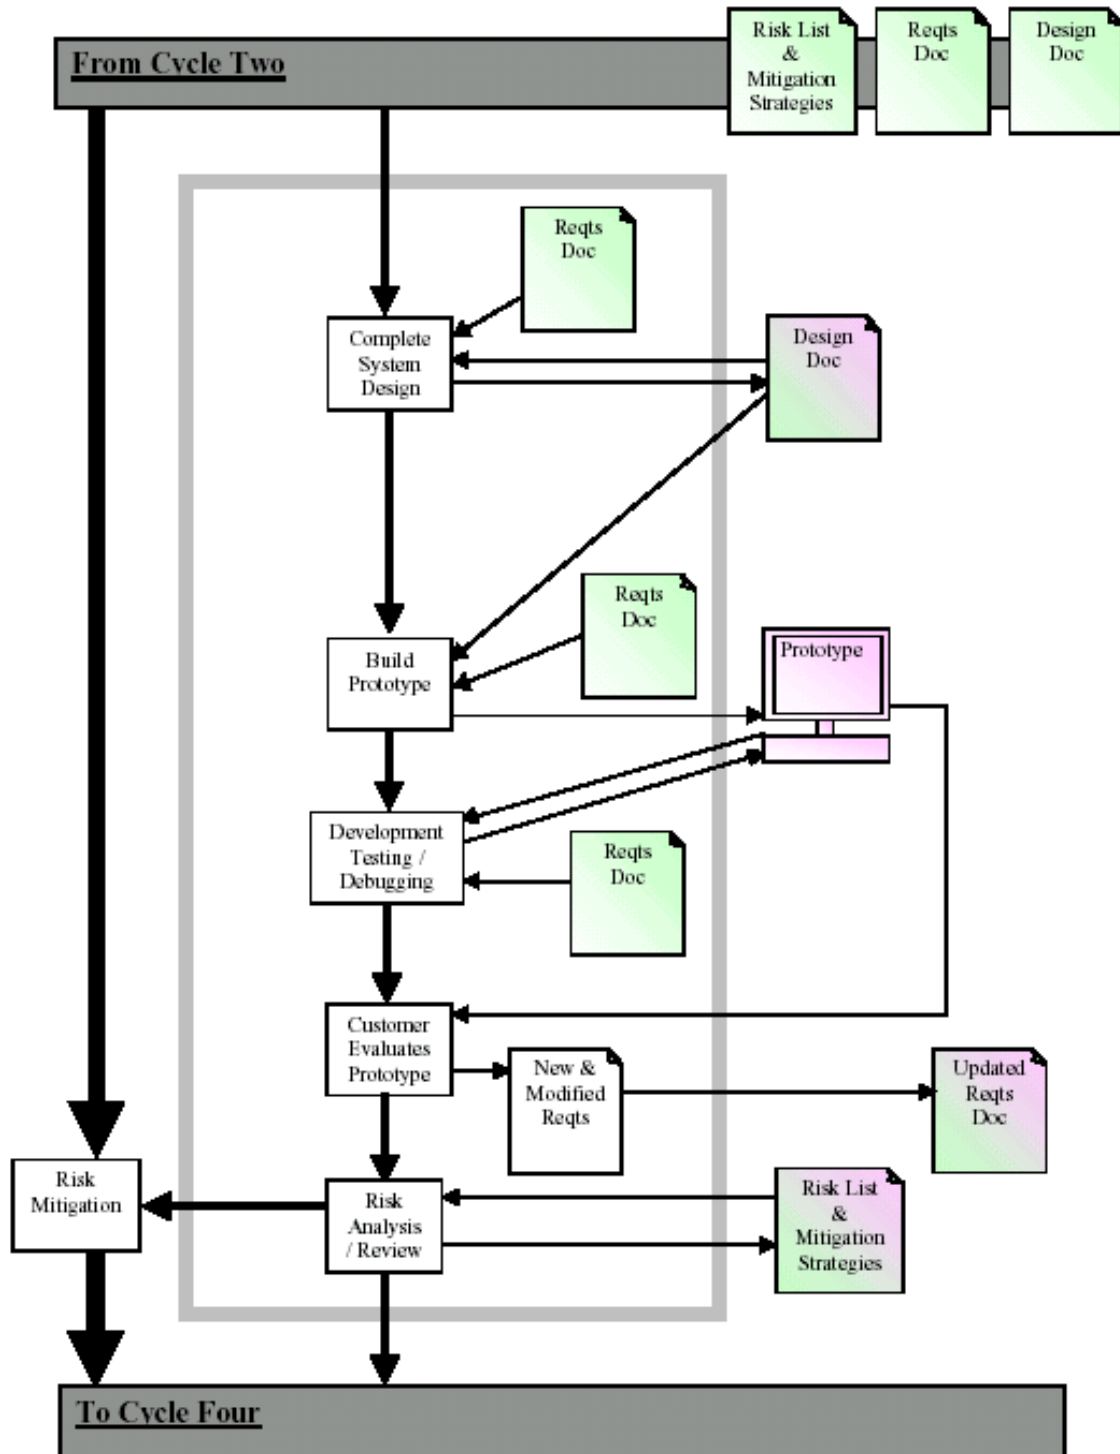 From Cycle Two
Risk List
&
Mitigation
Strategies
Reqts
Doc
Design
Doc
Reqts
Doc
Complete
System
Design
Design
Doc
Reqts
Doc
Build
Prototype
Prototype
Development
Testing /
Debugging
Reqts
Doc
Customer
Evaluates
Prototype
New &
Modified
Reqts
Updated
Reqts
Doc
Risk
Mitigation
Risk
Analysis
/ Review
Risk List
&
Mitigation
Strategies
To Cycle Four